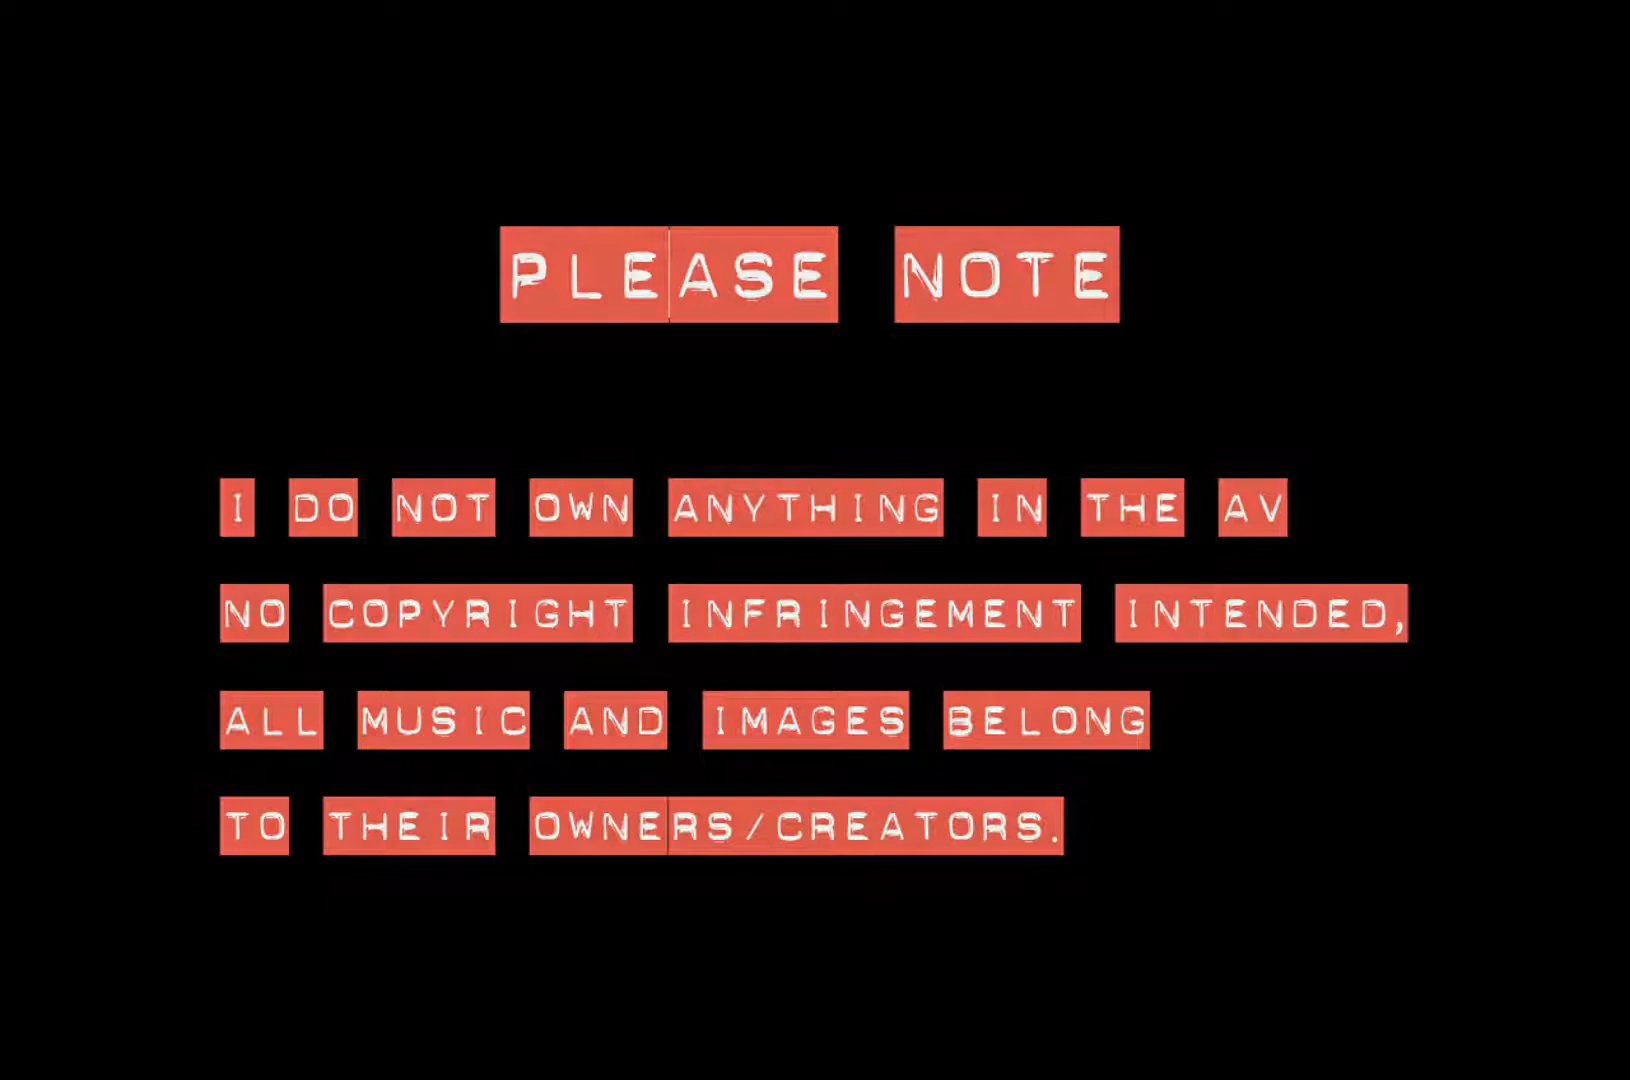 PLEASE NOTE
I DO NOT OWN ANYTHING IN THE AV
NO COPYRIGHT INFRINGEMENT INTENDED,
ALL MUSIC AND IMAGES BELONG
TO THEIR OWNERS/CREATORS.